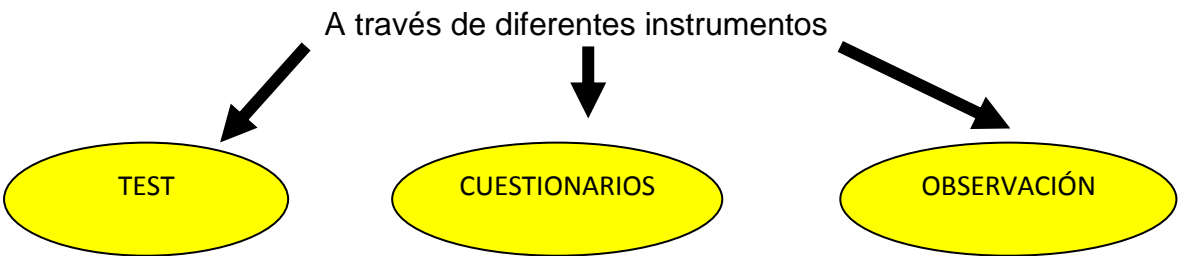 A través de diferentes instrumentos
TEST
CUESTIONARIOS
OBSERVACIÓN